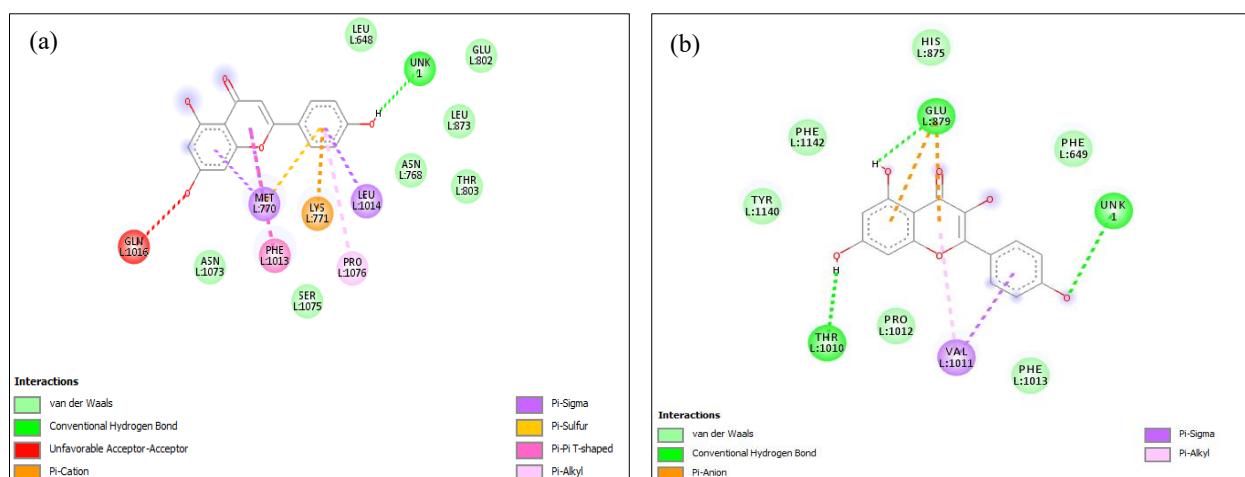 (a)
LEU
L:648
GLU
L:802
UNK
1
H
O
O
O
O
O
LEU
L:873
ASN
L:768
THR
L:803
MET
L:770
LYS
L:771
LEU
L:1014
GLN
L:1016
ASN
L:1073
PHE
L:1013
PRO
L:1076
SER
L:1075
Interactions
van der Waals
Conventional Hydrogen Bond
Unfavorable Acceptor-Acceptor
Pi-Cation
Pi-Sigma
Pi-Sulfur
Pi-Pi T-shaped
Pi-Alkyl
(b)
HIS
L:875
GLU
L:879
PHE
L:1142
PHE
L:649
TYR
L:1140
UNK
1
H
O
O
O
O
H
O
O
THR
L:1010
PRO
L:1012
VAL
L:1011
PHE
L:1013
Interactions
van der Waals
Conventional Hydrogen Bond
Pi-Anion
Pi-Sigma
Pi-Alkyl